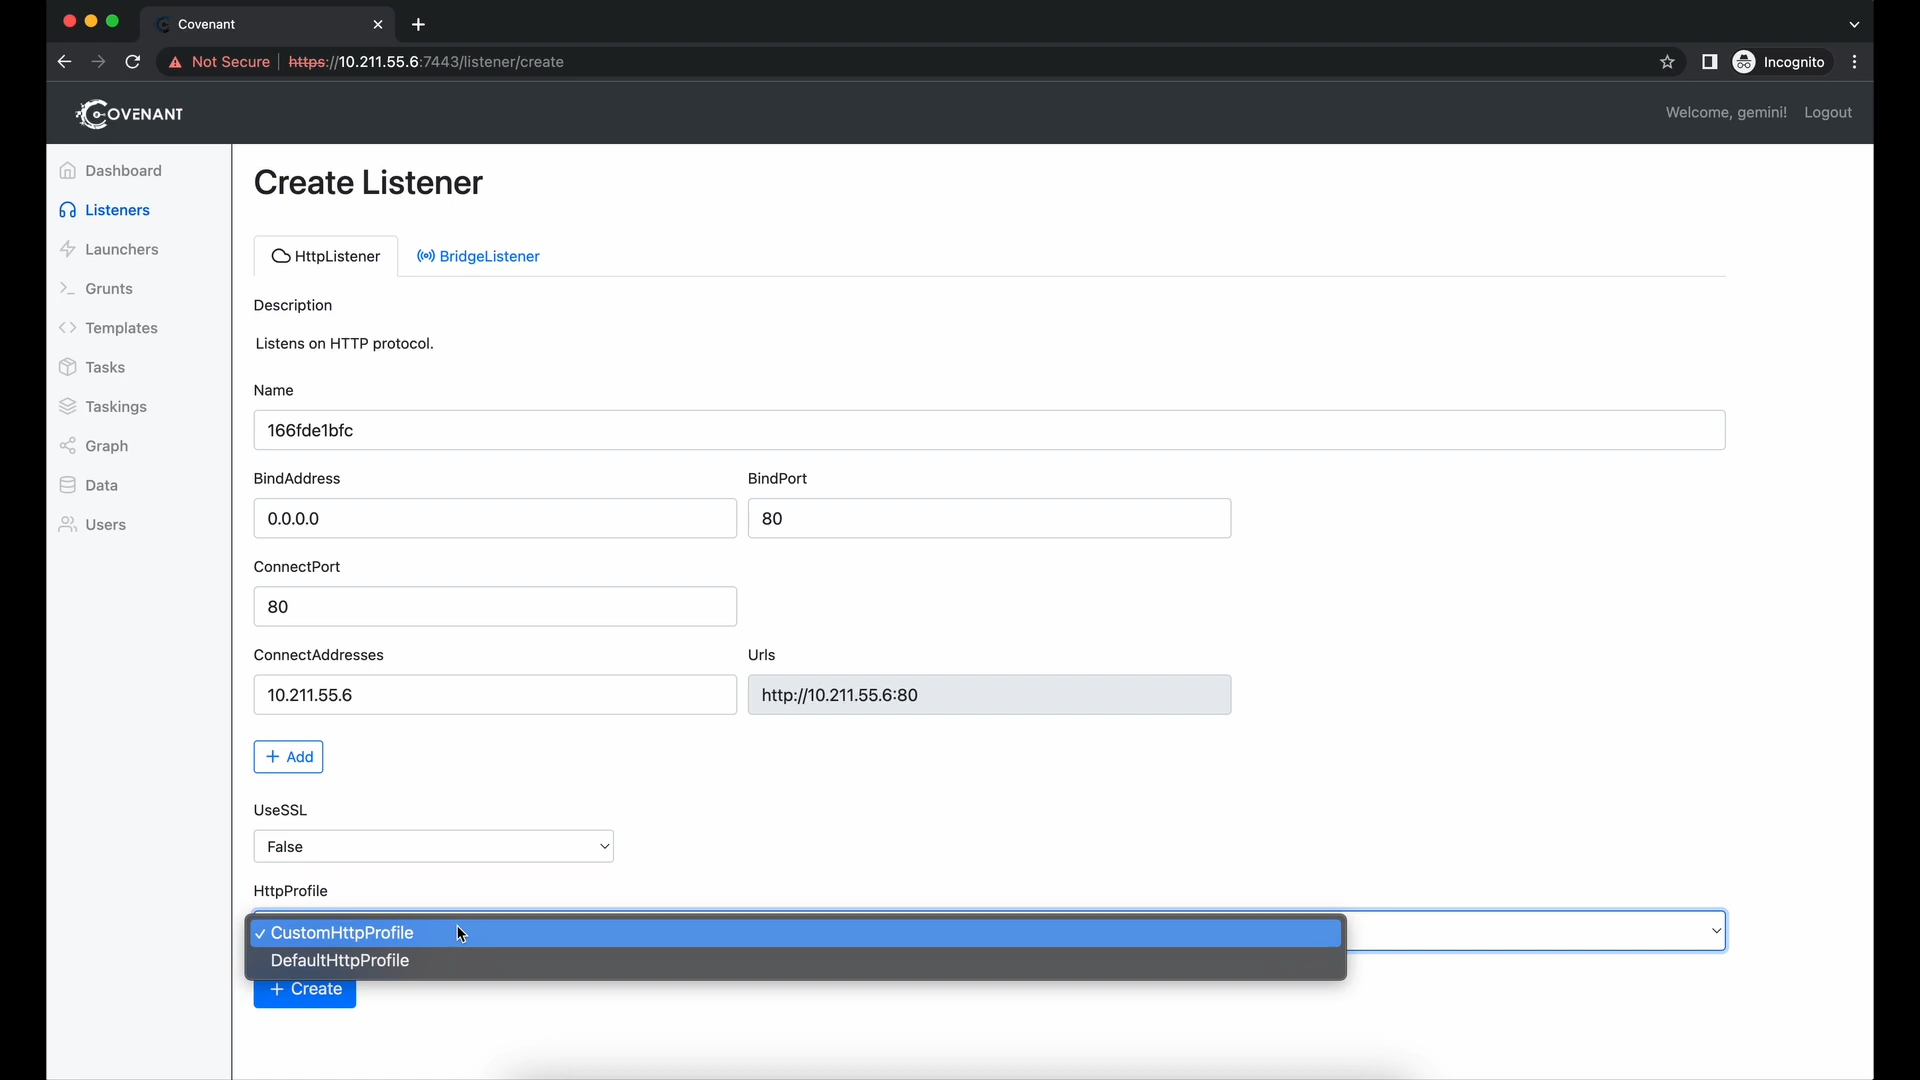 Covenant
Not Secure https://10.211.55.6:7443/listener/create
Incognito
COVENANT
Welcome, gemini! Logout
Dashboard
Listeners
Launchers
Grunts
Templates
Tasks
Taskings
Graph
Data
Users
Create Listener
HttpListener BridgeListener
Description
Listens on HTTP protocol.
Name
166fde1bfc
BindAddress BindPort
0.0.0.0 80
ConnectPort
80
ConnectAddresses Urls
10.211.55.6 http://10.211.55.6:80
+ Add
UseSSL
False
HttpProfile
✓ CustomHttpProfile
DefaultHttpProfile
+ Create